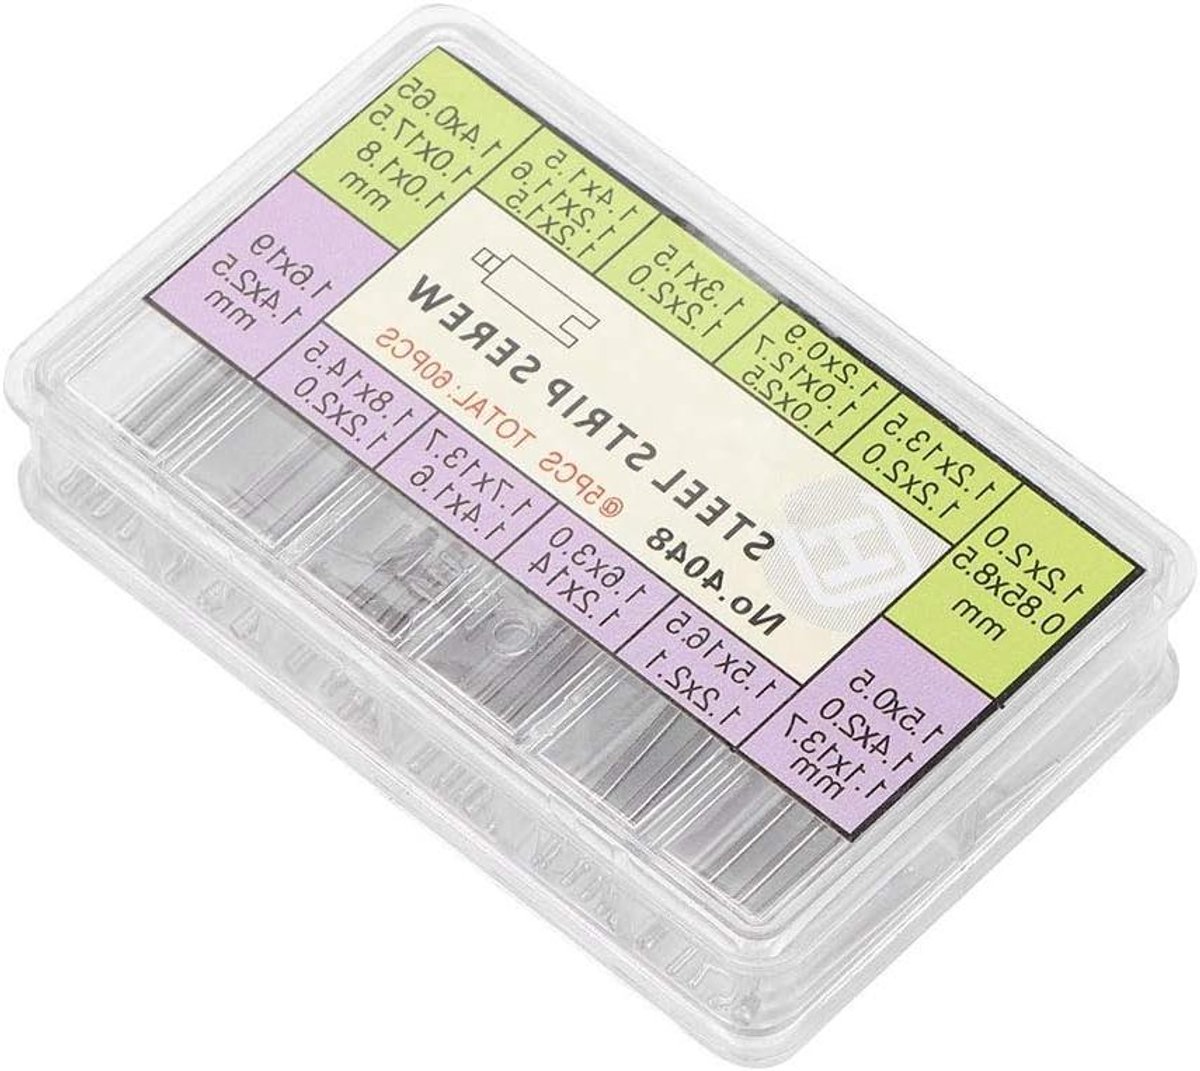 1.2x2.0
0.85x8.5
mm
1.2x13.5
1.2x2.0
1.2x0.9
1.0x12.7
1.0x2.5
1.3x1.5
1.2x2.0
1.4x1.5
1.2x11.6
1.2x1.5
1.4x0.65
1.0x17.5
1.0x1.8
mm
H
STEEL STRIP SEREW
No.4048 @5PCS TOTAL:60PCS
1.5x0.5
1.4x2.0
1.1x13.7
mm
1.5x16.5
1.2x2.1
1.6x3.0
1.2x14
1.7x13.7
1.4x1.6
1.8x14.5
1.2x2.0
1.6x19
1.4x2.5
mm